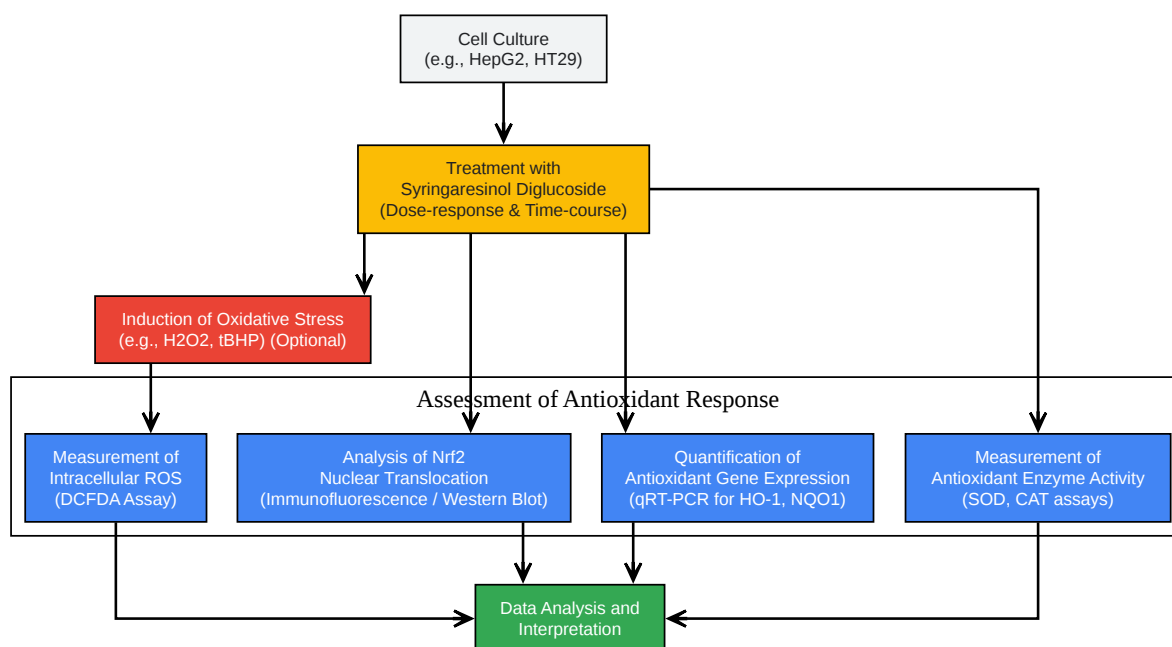 Cell Culture
(e.g., HepG2, HT29)
Treatment with
Syringaresinol Diglucoside
(Dose-response & Time-course)
Induction of Oxidative Stress
(e.g., H2O2, tBHP) (Optional)
Assessment of Antioxidant Response
Measurement of
Intracellular ROS
(DCFDA Assay)
Analysis of Nrf2
Nuclear Translocation
(Immunofluorescence / Western Blot)
Quantification of
Antioxidant Gene Expression
(qRT-PCR for HO-1, NQO1)
Measurement of
Antioxidant Enzyme Activity
(SOD, CAT assays)
Data Analysis and
Interpretation